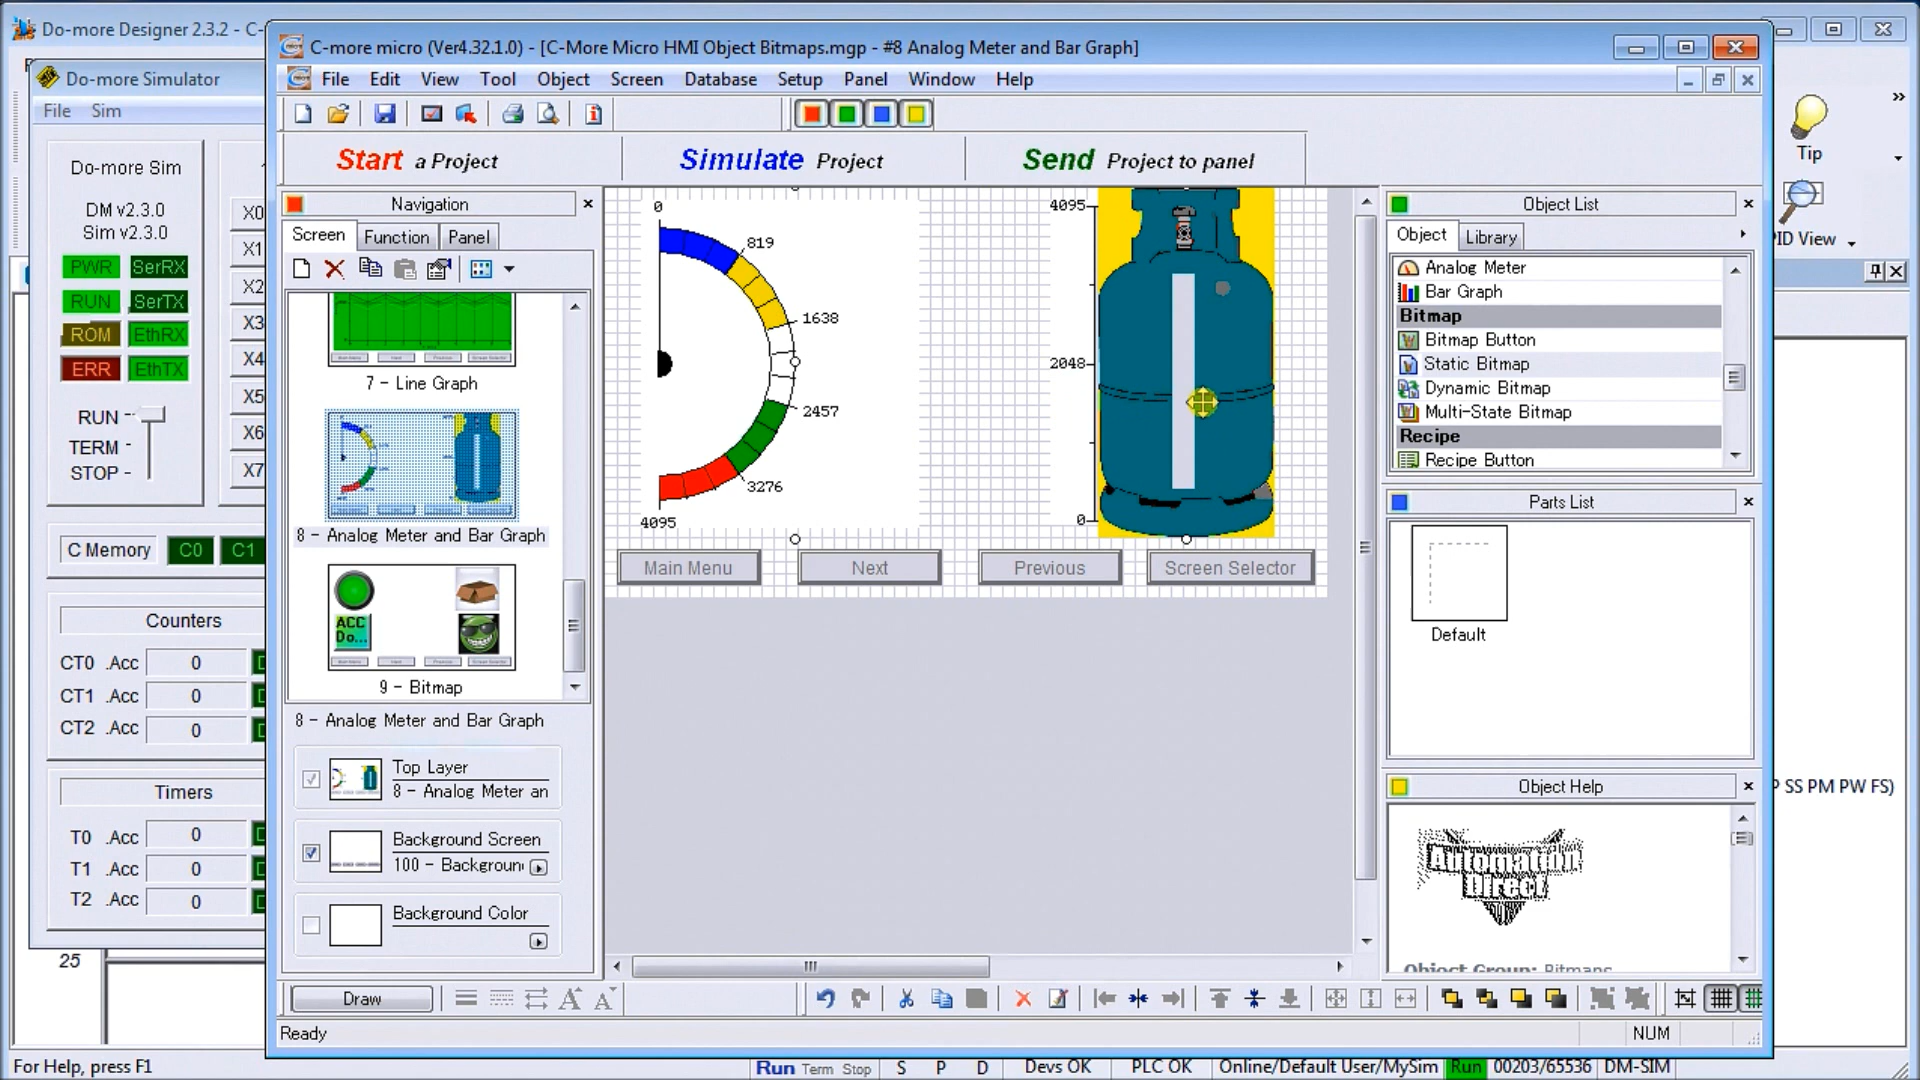 Do-more Designer 2.3.2 - C-
C-more micro (Ver4.32.1.0) - [C-More Micro HMI Object Bitmaps.mgp - #8 Analog Meter and Bar Graph]
Do-more Simulator
File Sim
File Edit View Tool Object Screen Database Setup Panel Window Help
Start a Project
Simulate Project
Send Project to panel
Do-more Sim
DM v2.3.0
Sim v2.3.0
PWR SerRX
RUN SerTX
ROM EthRX
ERR EthTX
RUN
TERM
STOP
X0
X1
X2
X3
X4
X5
X6
X7
C Memory C0 C1
Counters
CT0 .Acc 0
CT1 .Acc 0
CT2 .Acc 0
Timers
T0 .Acc 0
T1 .Acc 0
T2 .Acc 0
25
Navigation
Screen Function Panel
7 - Line Graph
8 - Analog Meter and Bar Graph
ACC
Do...
9 - Bitmap
8 - Analog Meter and Bar Graph
Top Layer
8 - Analog Meter an
Background Screen
100 - Backgroun
Background Color
Draw
Ready
0
819
1638
2457
3276
4095
4095
2048
0
Main Menu
Next
Previous
Screen Selector
Object List
Object Library
Analog Meter
Bar Graph
Bitmap
Bitmap Button
Static Bitmap
Dynamic Bitmap
Multi-State Bitmap
Recipe
Recipe Button
Parts List
Default
Object Help
Automation
Direct
Object Group: Bitmaps
NUM
Tip
ID View
P SS PM PW FS)
For Help, press F1
Run Term Stop S P D Devs OK PLC OK Online/Default User/MySim Run 00203/65536 DM-SIM